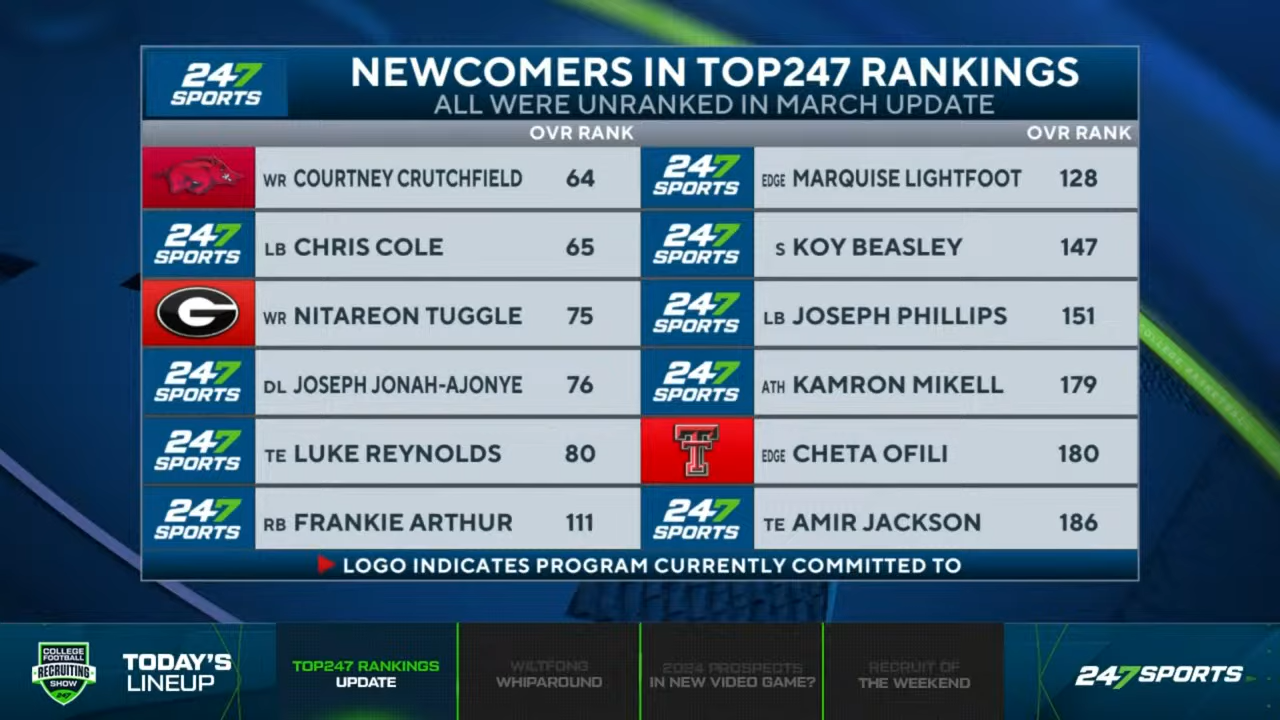 247 SPORTS
NEWCOMERS IN TOP247 RANKINGS
ALL WERE UNRANKED IN MARCH UPDATE
OVR RANK
OVR RANK
WR COURTNEY CRUTCHFIELD 64
247 SPORTS EDGE MARQUISE LIGHTFOOT 128
247 SPORTS LB CHRIS COLE 65
247 SPORTS S KOY BEASLEY 147
G WR NITAREON TUGGLE 75
247 SPORTS LB JOSEPH PHILLIPS 151
247 SPORTS DL JOSEPH JONAH-AJONYE 76
247 SPORTS ATH KAMRON MIKELL 179
247 SPORTS TE LUKE REYNOLDS 80
TT EDGE CHETA OFILI 180
247 SPORTS RB FRANKIE ARTHUR 111
247 SPORTS TE AMIR JACKSON 186
LOGO INDICATES PROGRAM CURRENTLY COMMITTED TO
COLLEGE BASKETBALL
COLLEGE
FOOTBALL
RECRUITING
SHOW
247
TODAY'S
LINEUP
TOP247 RANKINGS
UPDATE
WILTFONG
WHIPAROUND
2024 PROSPECTS
IN NEW VIDEO GAME?
RECRUIT OF
THE WEEKEND
247SPORTS